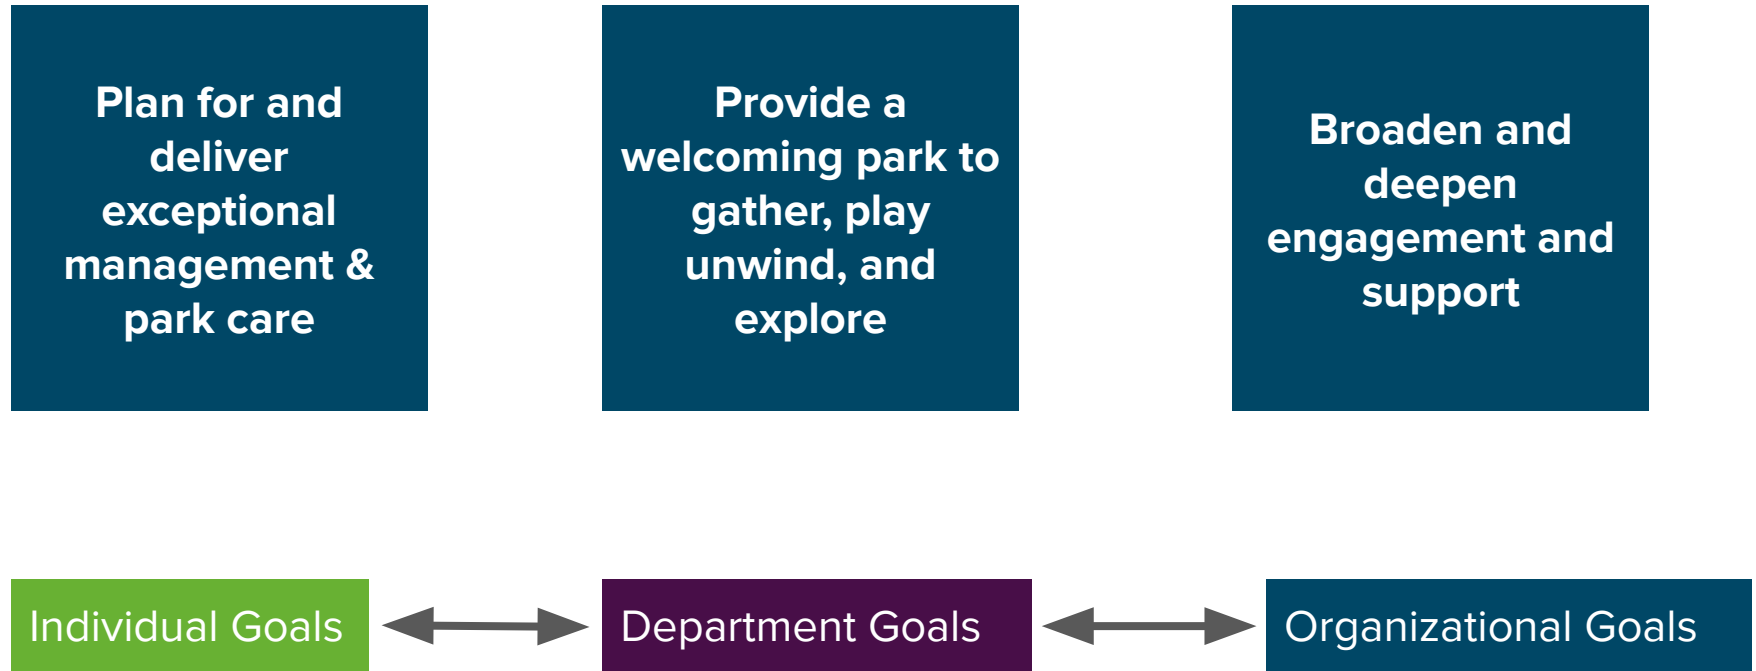 Plan for and
deliver
exceptional
management &
park care
Provide a
welcoming park to
gather, play
unwind, and
explore
Broaden and
deepen
engagement and
support
Individual Goals
Department Goals
Organizational Goals